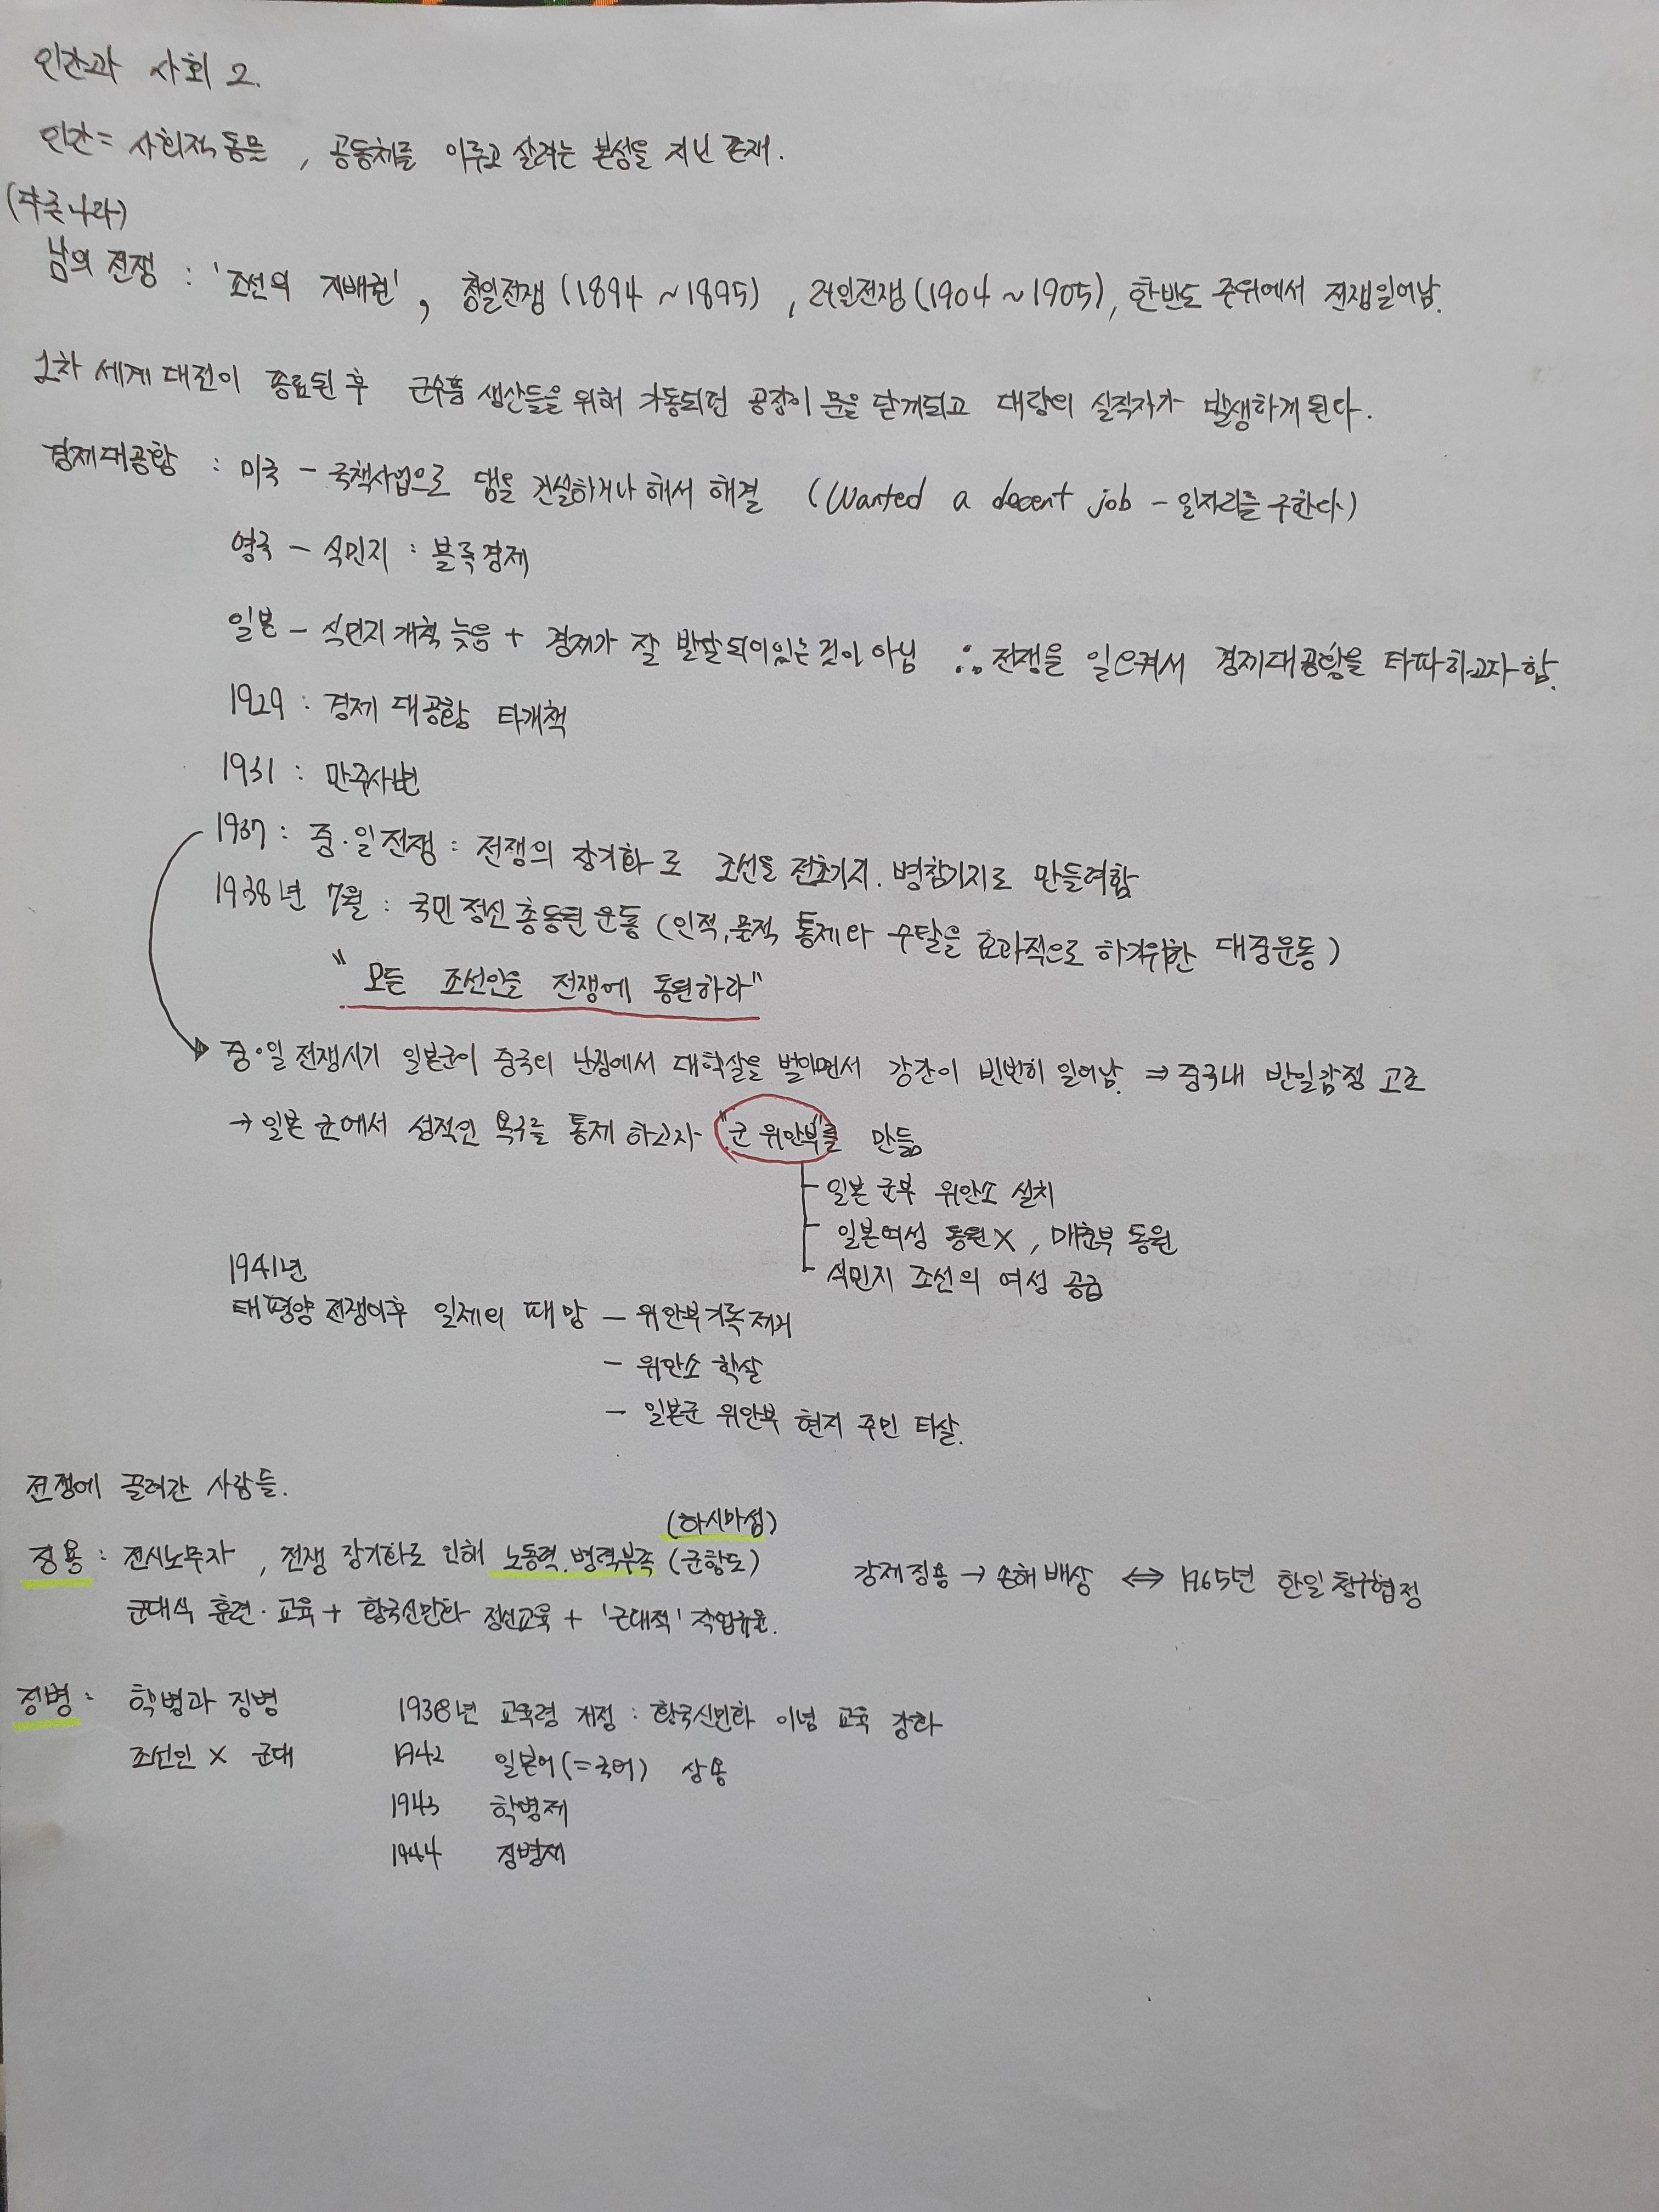 인간과 사회 2.
인간 = 사회적 동물, 공동체를 이루고 살려는 본성을 지닌 존재.
(다른나라)
남의 전쟁 : '조선의 지배권', 청일전쟁 (1894 ~ 1895), 러일전쟁 (1904 ~ 1905), 한반도 주위에서 전쟁일어남.
1차 세계 대전이 종료된 후 군수품 생산들을 위해 가동되던 공장이 문을 닫게되고 대량의 실직자가 발생하게 된다.
경제대공황 : 미국 - 국책사업으로 댐을 건설하거나 해서 해결 (Wanted a decent job - 일자리를 구한다)
영국 - 식민지 : 블록경제
일본 - 식민지 개척 늦음 + 경제가 잘 발달되어있는 것이 아님 ∴ 전쟁을 일으켜서 경제대공황을 타파하고자 함.
1929 : 경제 대공황 타개책
1931 : 만주사변
1937 : 중·일 전쟁 : 전쟁의 장기화로 조선을 전초기지. 병참기지로 만들려함
1938년 7월 : 국민 정신 총동원 운동 (인적, 물적 통제와 수탈을 효과적으로 하기위한 대중운동)
"모든 조선인을 전쟁에 동원하라"
중·일 전쟁시기 일본군이 중국의 난징에서 대학살을 벌이면서 강간이 빈번히 일어남. ⇒ 중국내 반일감정 고조
→ 일본 군에서 성적인 욕구를 통제 하고자 "군 위안부"를 만듦
일본 군부 위안소 설치
일본여성 동원X, 매춘부 동원
식민지 조선의 여성 공급
1941년
태평양 전쟁이후 일제의 패망 - 위안부기록 제거
- 위안소 학살
- 일본군 위안부 현지 주민 타살.
전쟁에 끌려간 사람들.
(하시마섬)
징용 : 전시노무자, 전쟁 장기화로 인해 노동력. 병력부족 (군함도) 강제징용 → 손해배상 ⇔ 1965년 한일 청구협정
군대식 훈련·교육 + 황국신민화 정신교육 + '근대적' 작업규율.
징병 : 학병과 징병 1938년 교육령 개정 : 황국신민화 이념 교육 강화
조선인 X 군대 1942 일본어(=국어) 상용
1943 학병제
1944 징병제